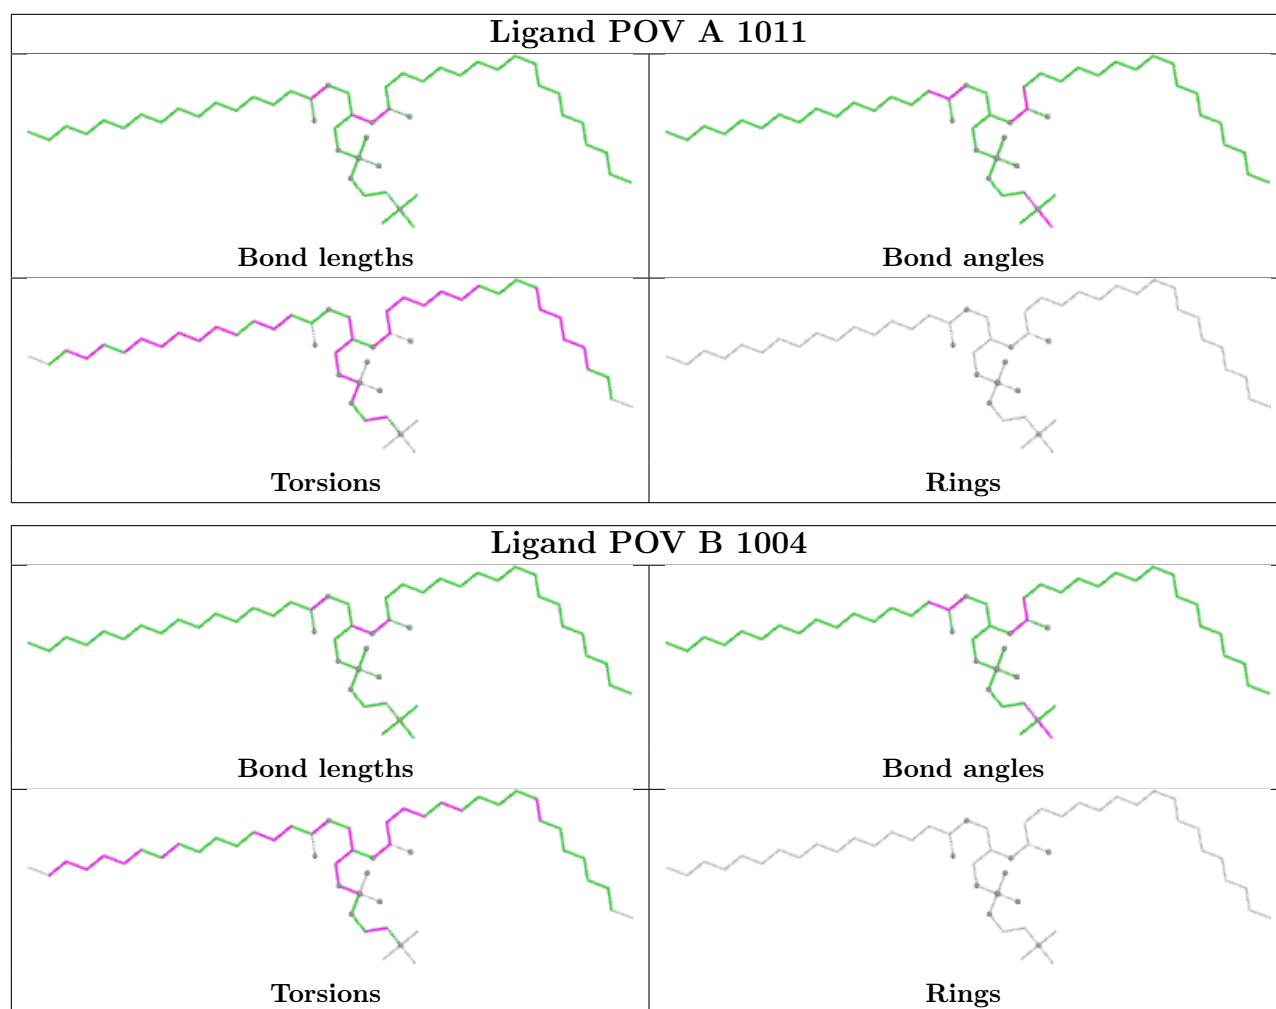 Ligand POV A 1011
Bond lengths
Bond angles
Torsions
Rings
Ligand POV B 1004
Bond lengths
Bond angles
Torsions
Rings